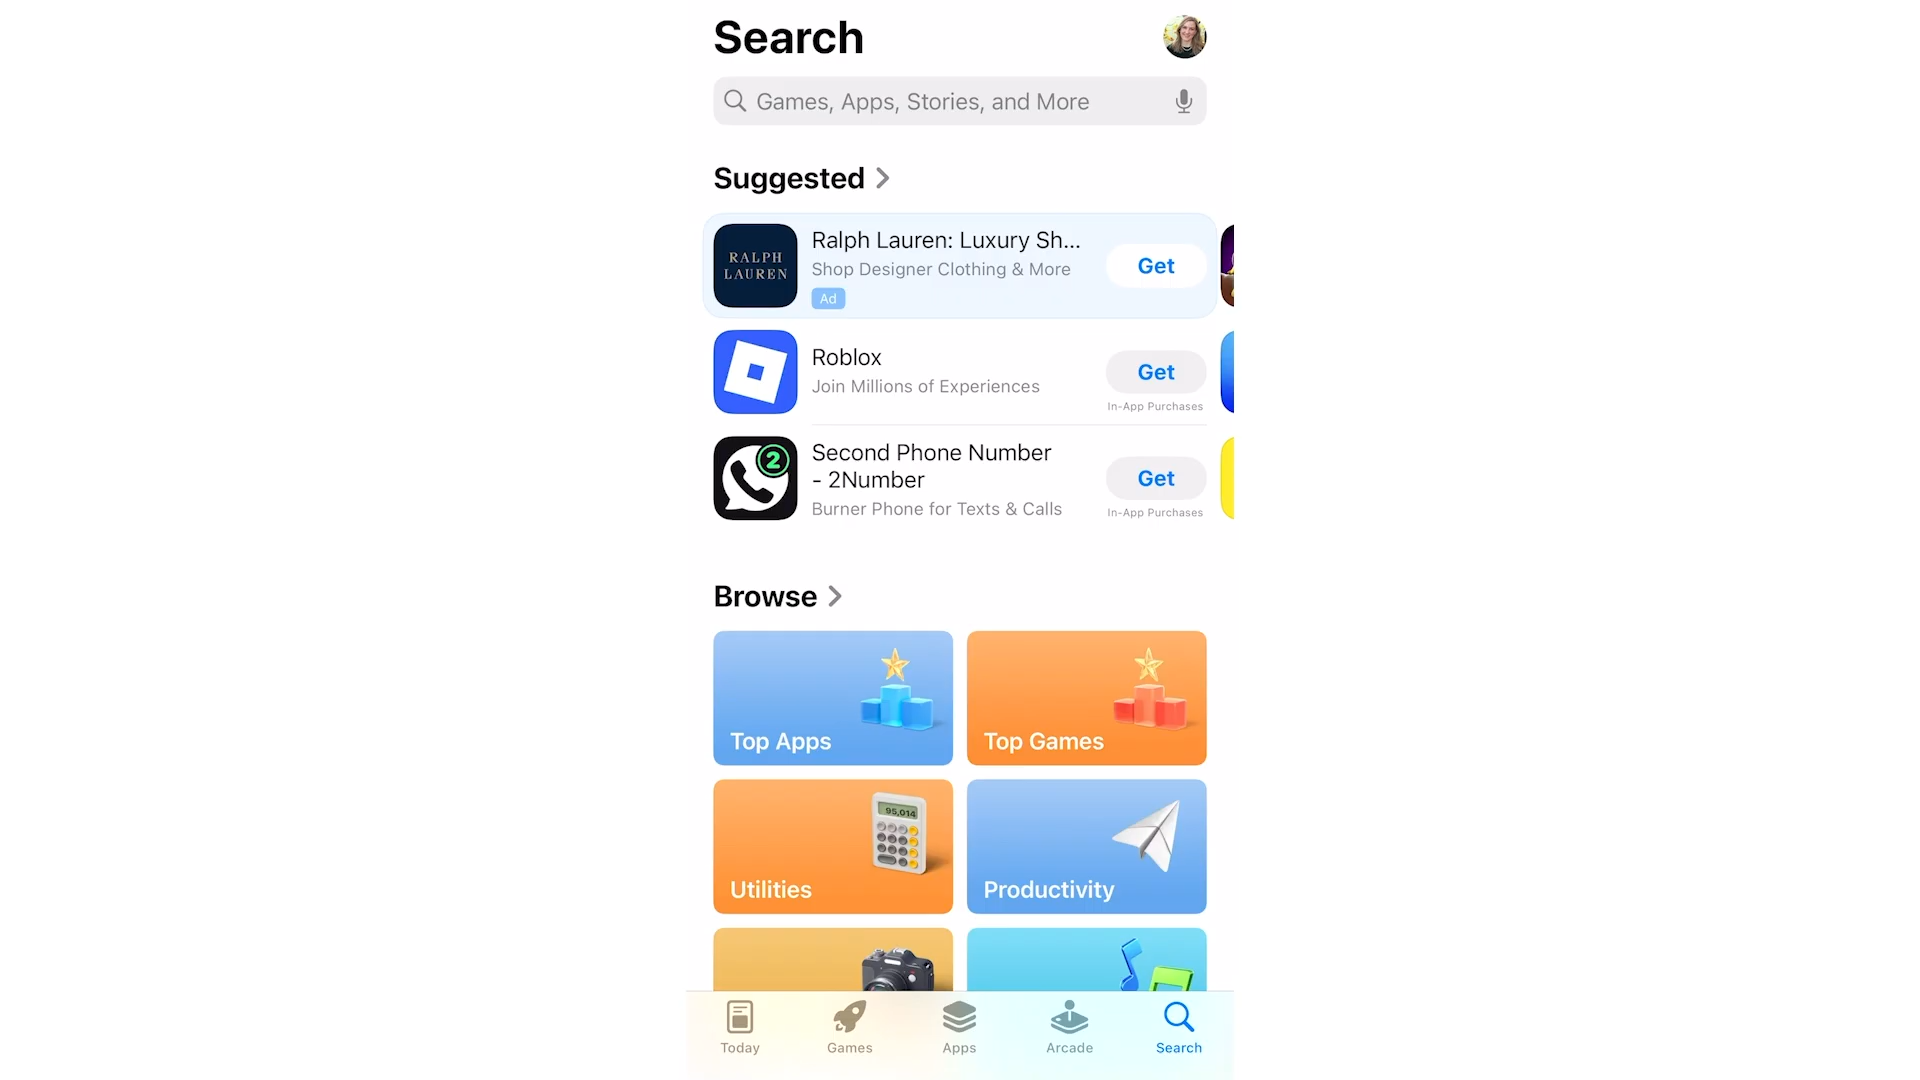 Search
Games, Apps, Stories, and More
Suggested
RALPH
LAUREN
Ralph Lauren: Luxury Sh...
Shop Designer Clothing & More
Ad
Get
Roblox
Join Millions of Experiences
Get
In-App Purchases
2
Second Phone Number
- 2Number
Burner Phone for Texts & Calls
Get
In-App Purchases
Browse
Top Apps
Top Games
95,014
Utilities
Productivity
Today
Games
Apps
Arcade
Search